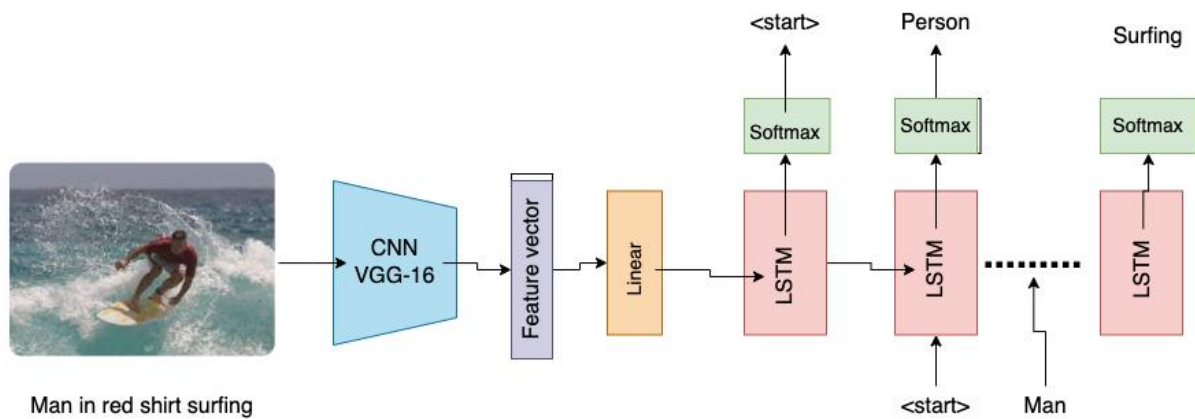 <start>
Person
Surfing
Softmax
Softmax
Softmax
CNN
VGG-16
Feature vector
Linear
LSTM
LSTM
LSTM
Man in red shirt surfing
<start>
Man